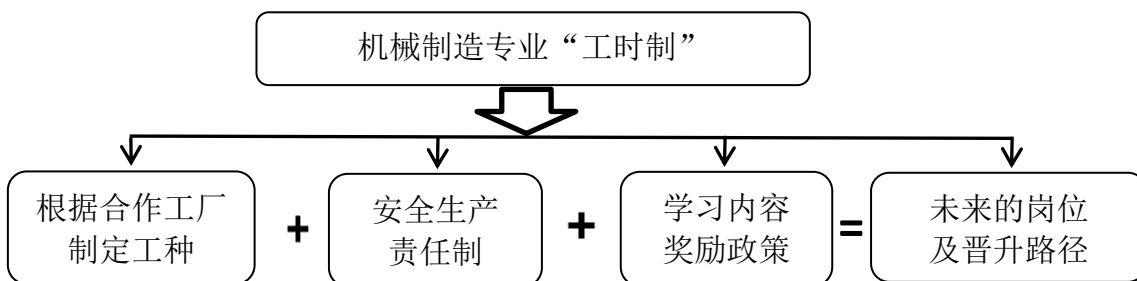 机械制造专业“工时制”
根据合作工厂
制定工种
+
安全生产
责任制
+
学习内容
奖励政策
=
未来的岗位
及晋升路径